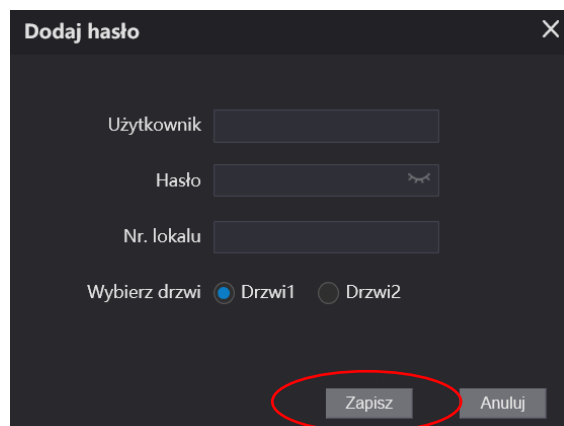 Dodaj hasło
Użytkownik
Hasło
Nr. lokalu
Wybierz drzwi Drzwi1 Drzwi2
Zapisz Anuluj